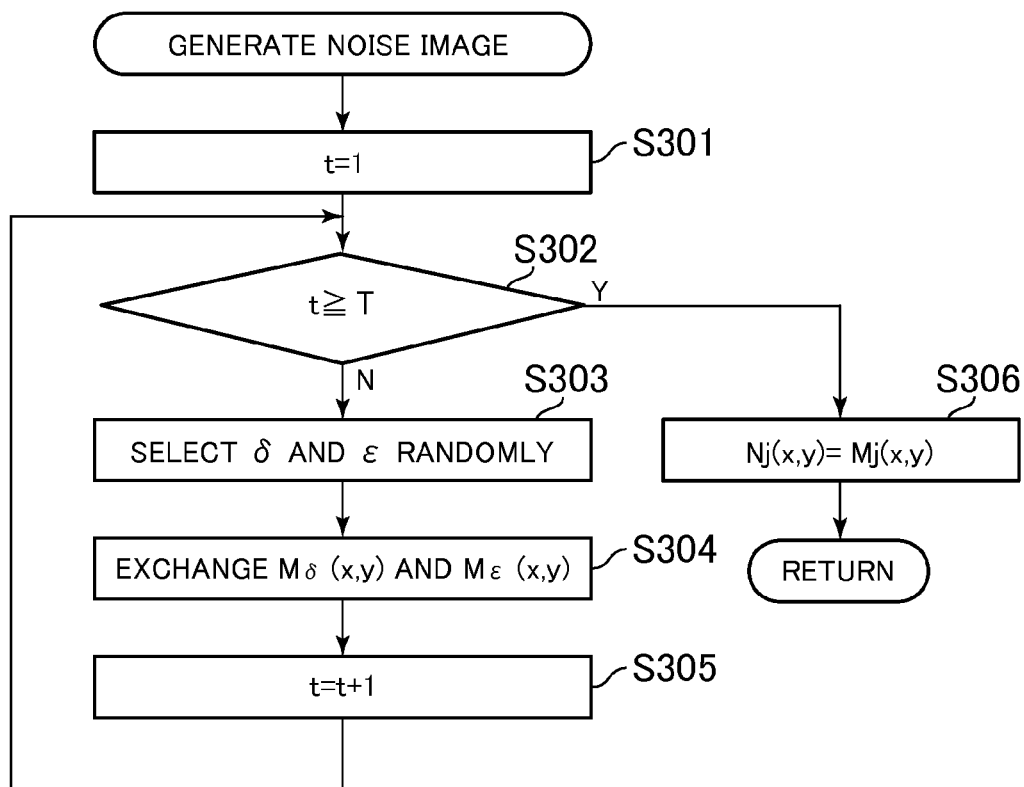 GENERATE NOISE IMAGE
S301
t=1
S302
t≧ T
Y
N
S303
SELECT δ AND ε RANDOMLY
S306
Nj(x,y)= Mj(x,y)
S304
EXCHANGE Mδ (x,y) AND Mε (x,y)
RETURN
S305
t=t+1